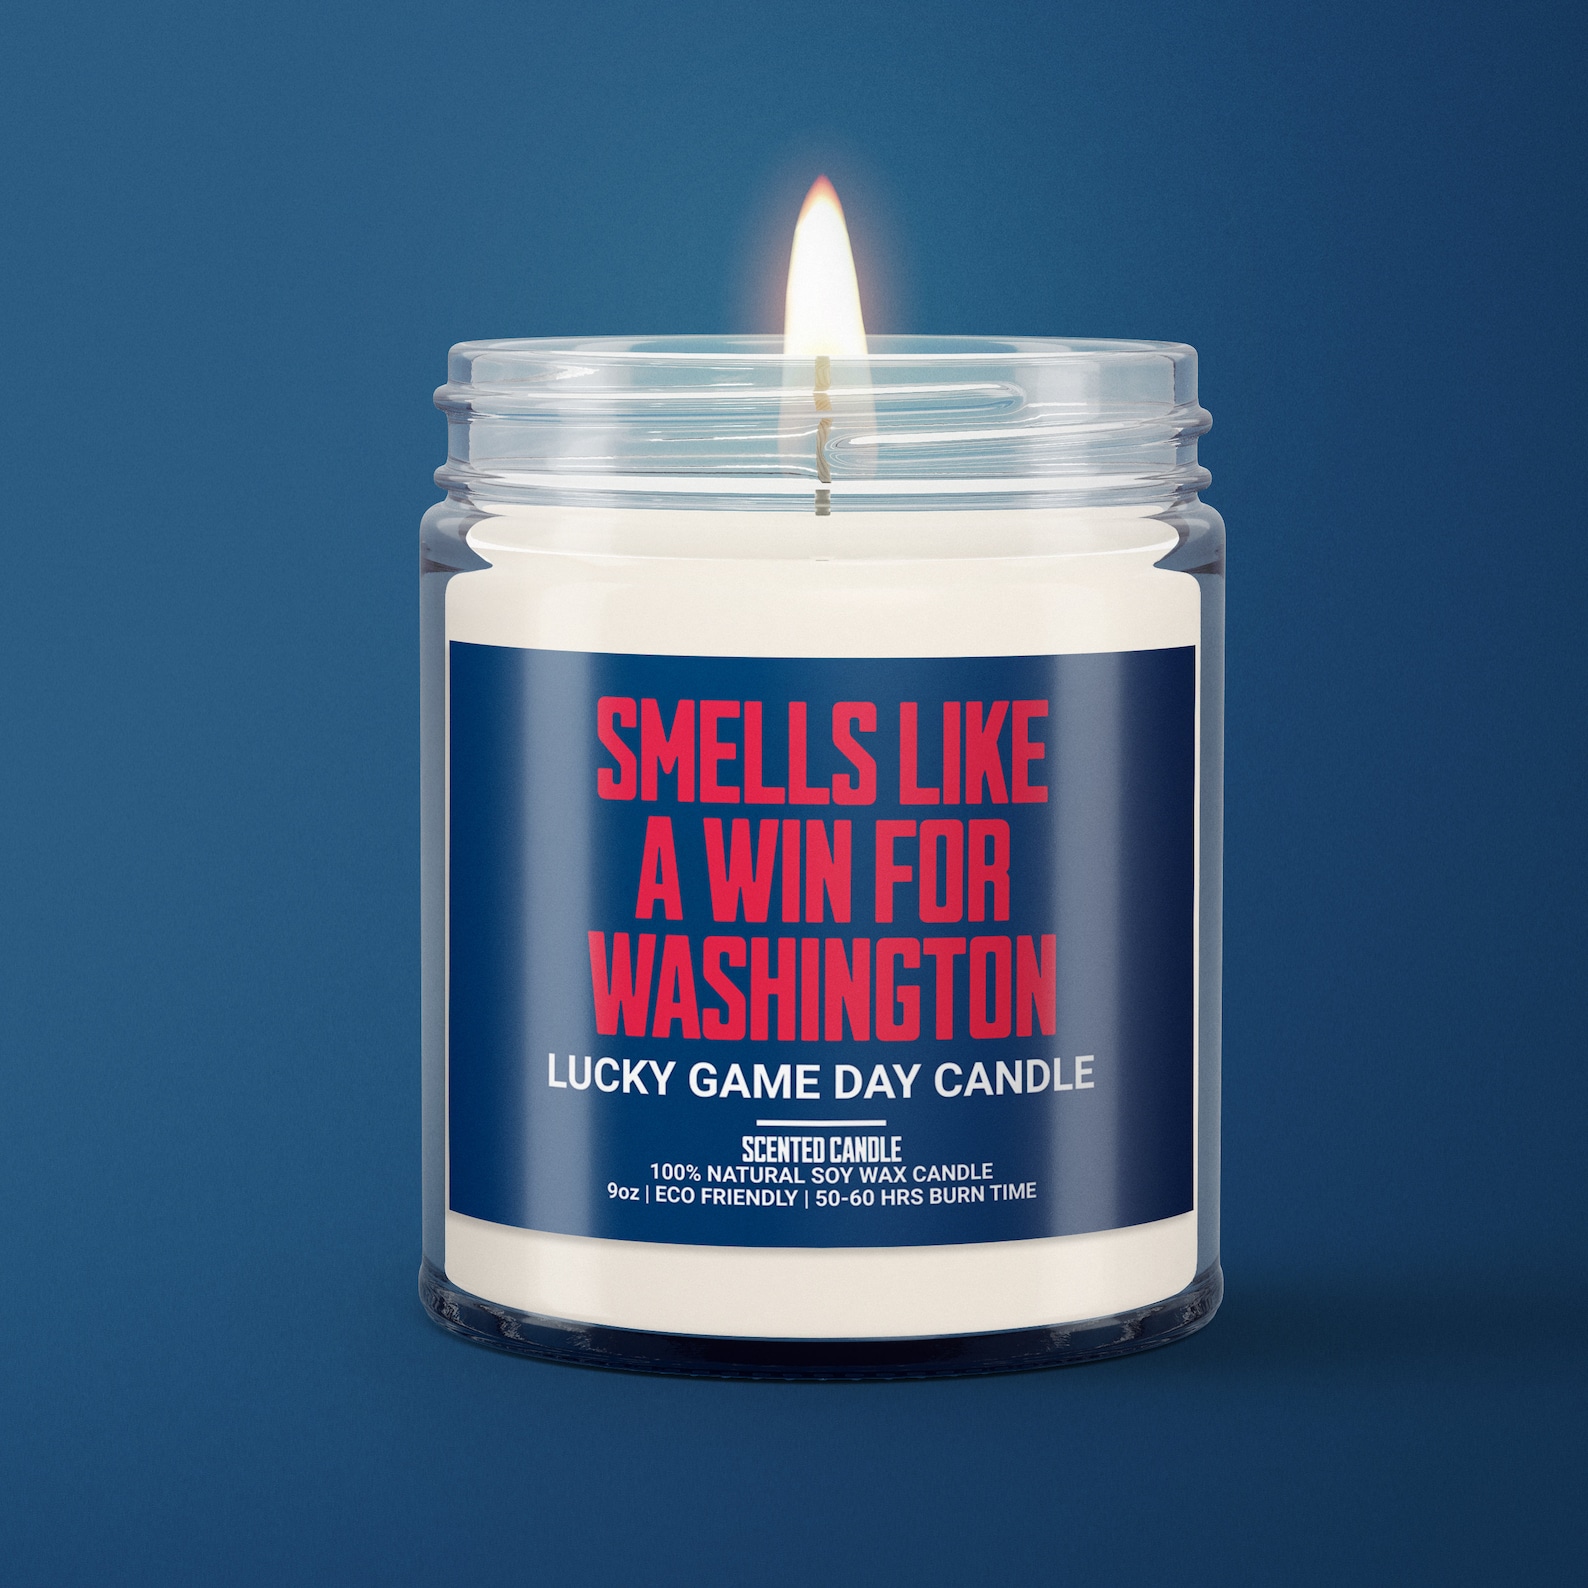 SMELLS LIKE
A WIN FOR
WASHINGTON
LUCKY GAME DAY CANDLE
SCENTED CANDLE
100% NATURAL SOY WAX CANDLE
9oz | ECO FRIENDLY | 50-60 HRS BURN TIME